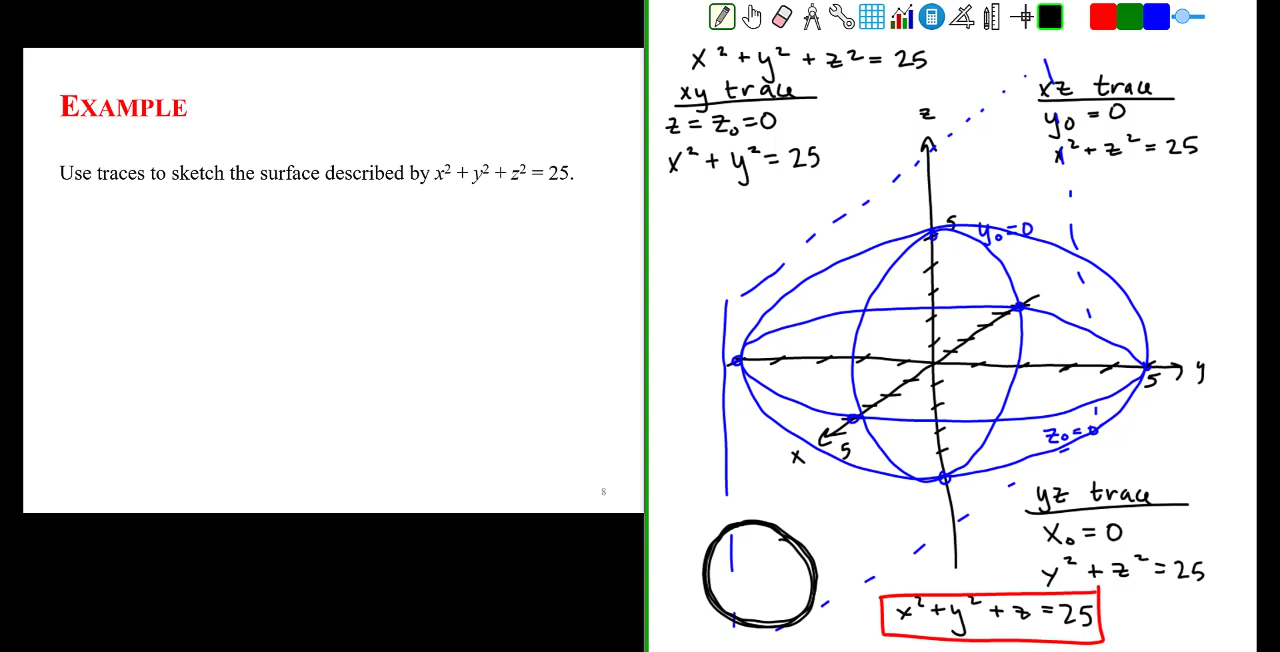 EXAMPLE
Use traces to sketch the surface described by x² + y² + z² = 25.
8
x² + y² + z² = 25
xy trace
z = z₀ = 0
x² + y² = 25
xz trace
y₀ = 0
x² + z² = 25
z
5
y₀ = 0
y
5
z₀ = 0
x
5
yz trace
x₀ = 0
y² + z² = 25
x² + y² + z = 25